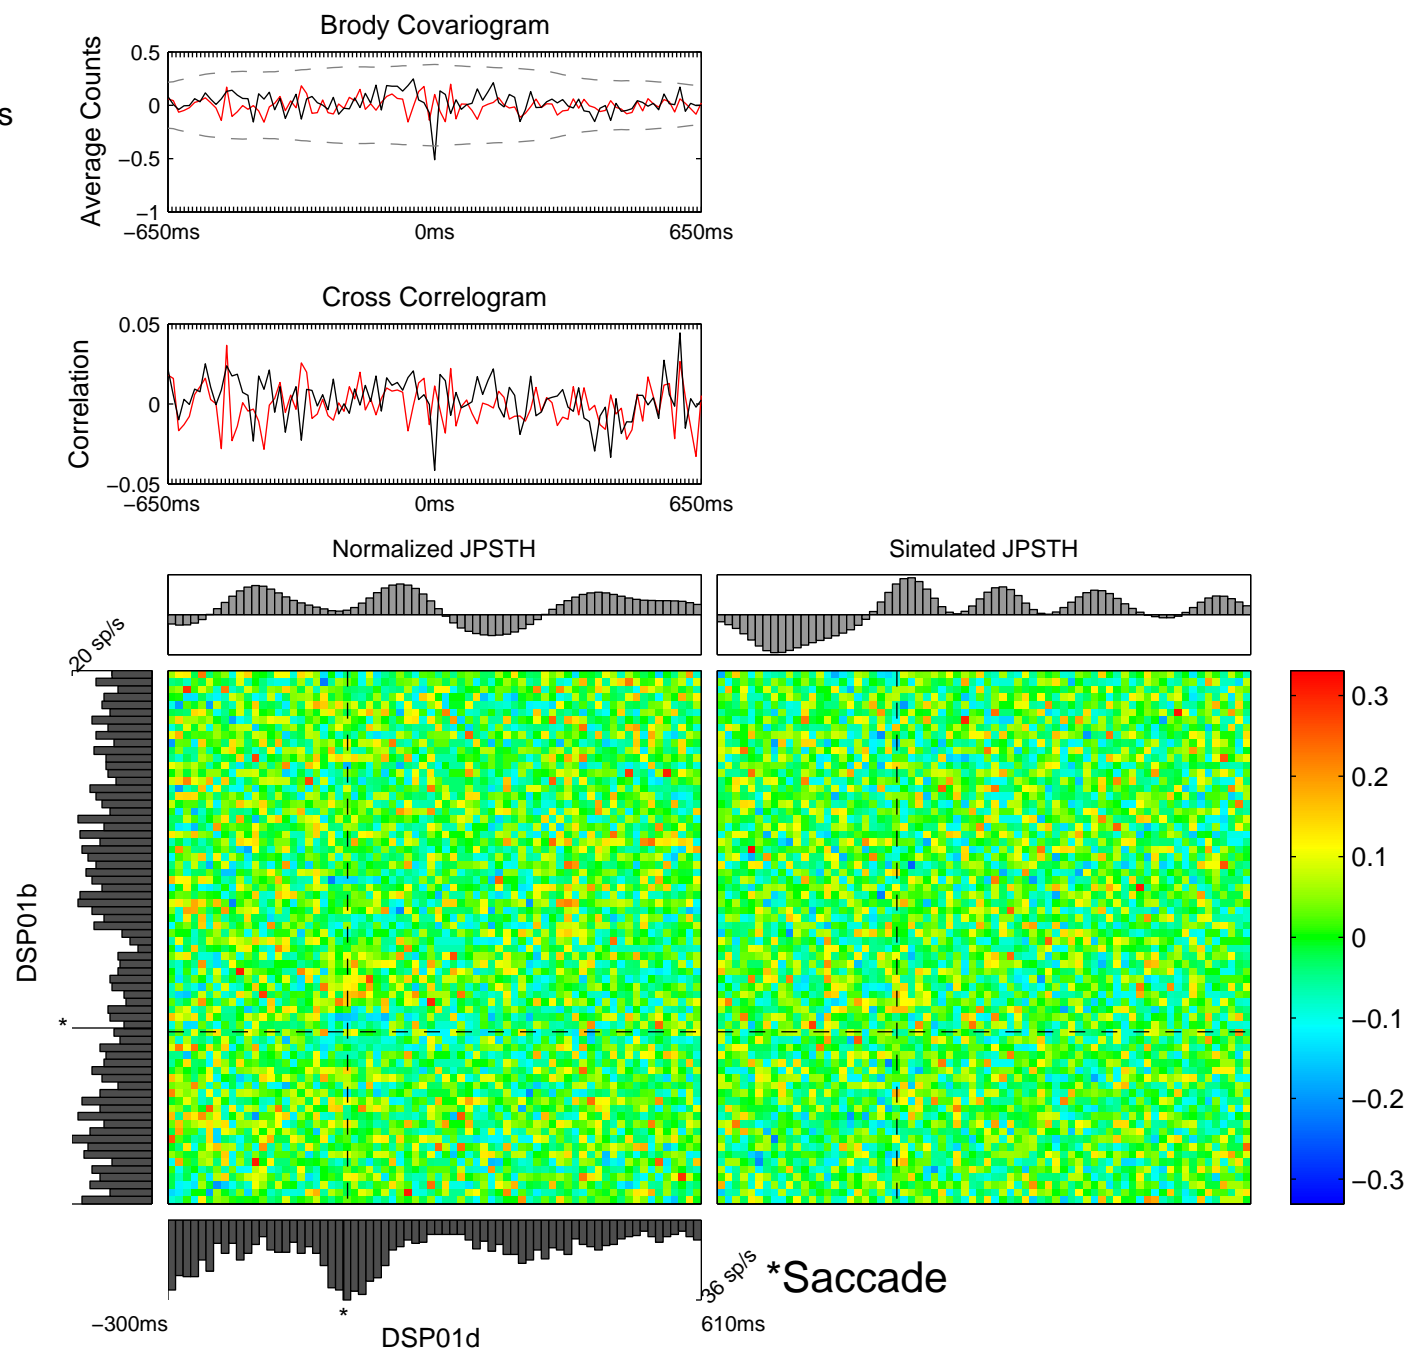 Brody Covariogram
s
Average Counts
0.5
0
−0.5
−1
−650ms
0ms
650ms
Cross Correlogram
Correlation
0.05
0
−0.05
−650ms
0ms
650ms
Normalized JPSTH
Simulated JPSTH
20 sp/s
DSP01b
*
0.3
0.2
0.1
0
−0.1
−0.2
−0.3
36 sp/s
*Saccade
*
−300ms
DSP01d
610ms